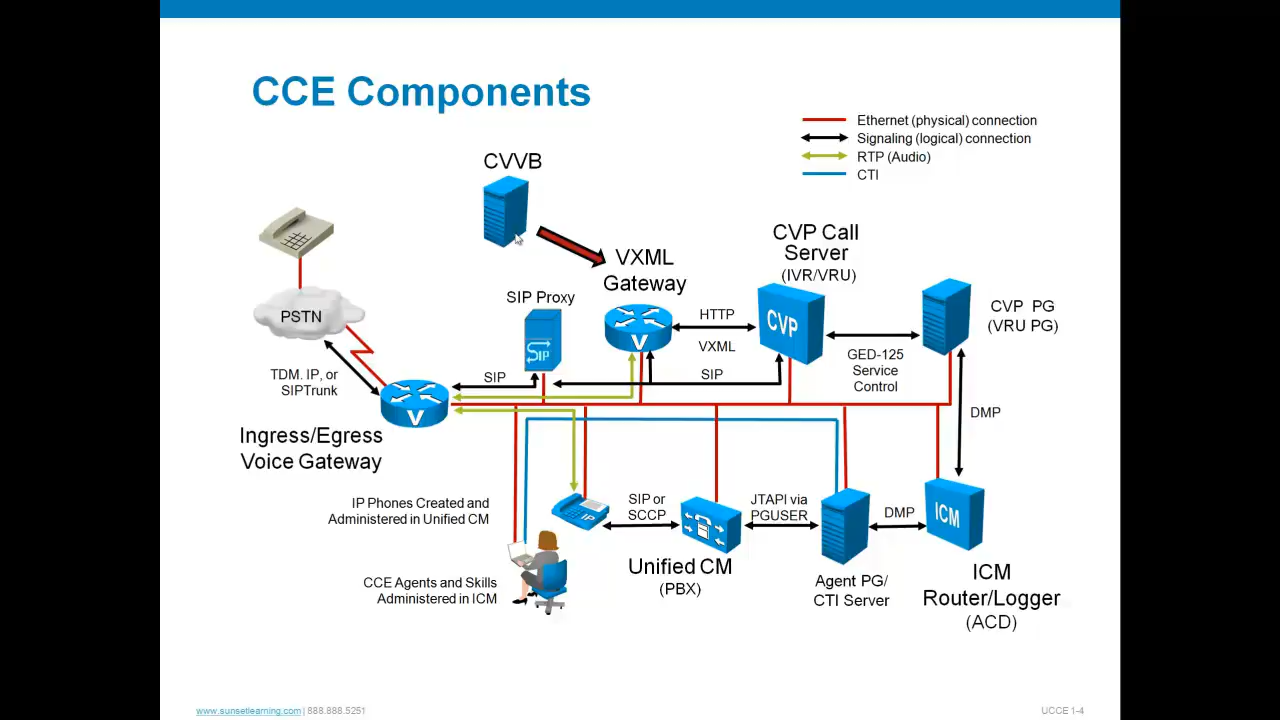 CCE Components
Ethernet (physical) connection
Signaling (logical) connection
RTP (Audio)
CTI
CVVB
VXML
Gateway
CVP Call
Server
(IVR/VRU)
SIP Proxy
SIP
CVP
CVP PG
(VRU PG)
PSTN
HTTP
VXML
V
GED-125
Service
Control
TDM. IP, or
SIPTrunk
SIP
SIP
V
DMP
Ingress/Egress
Voice Gateway
IP Phones Created and
Administered in Unified CM
IP
SIP or
SCCP
JTAPI via
PGUSER
DMP
ICM
CCE Agents and Skills
Administered in ICM
Unified CM
(PBX)
Agent PG/
CTI Server
ICM
Router/Logger
(ACD)
www.sunsetlearning.com | 888.888.5251
UCCE 1-4